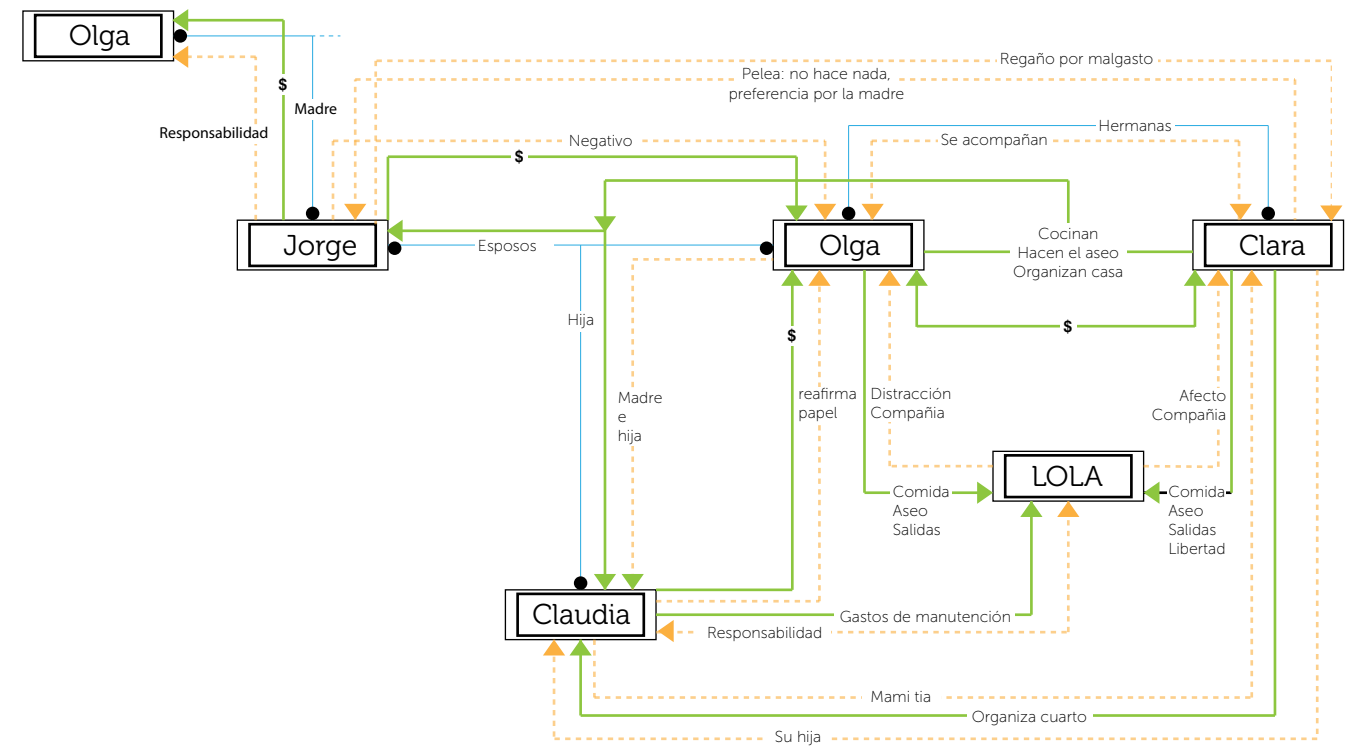 Olga
$
Madre
Responsabilidad
Regaño por malgasto
Pelea: no hace nada,
preferencia por la madre
Negativo
$
Hermanas
Se acompañan
Jorge
Esposos
Olga
Cocinan
Hacen el aseo
Organizan casa
Clara
Hija
$
$
Madre
e
hija
reafirma
papel
Distracción
Compañia
Afecto
Compañia
LOLA
Comida
Aseo
Salidas
Comida
Aseo
Salidas
Libertad
Claudia
Gastos de manutención
Responsabilidad
Mami tia
Organiza cuarto
Su hija